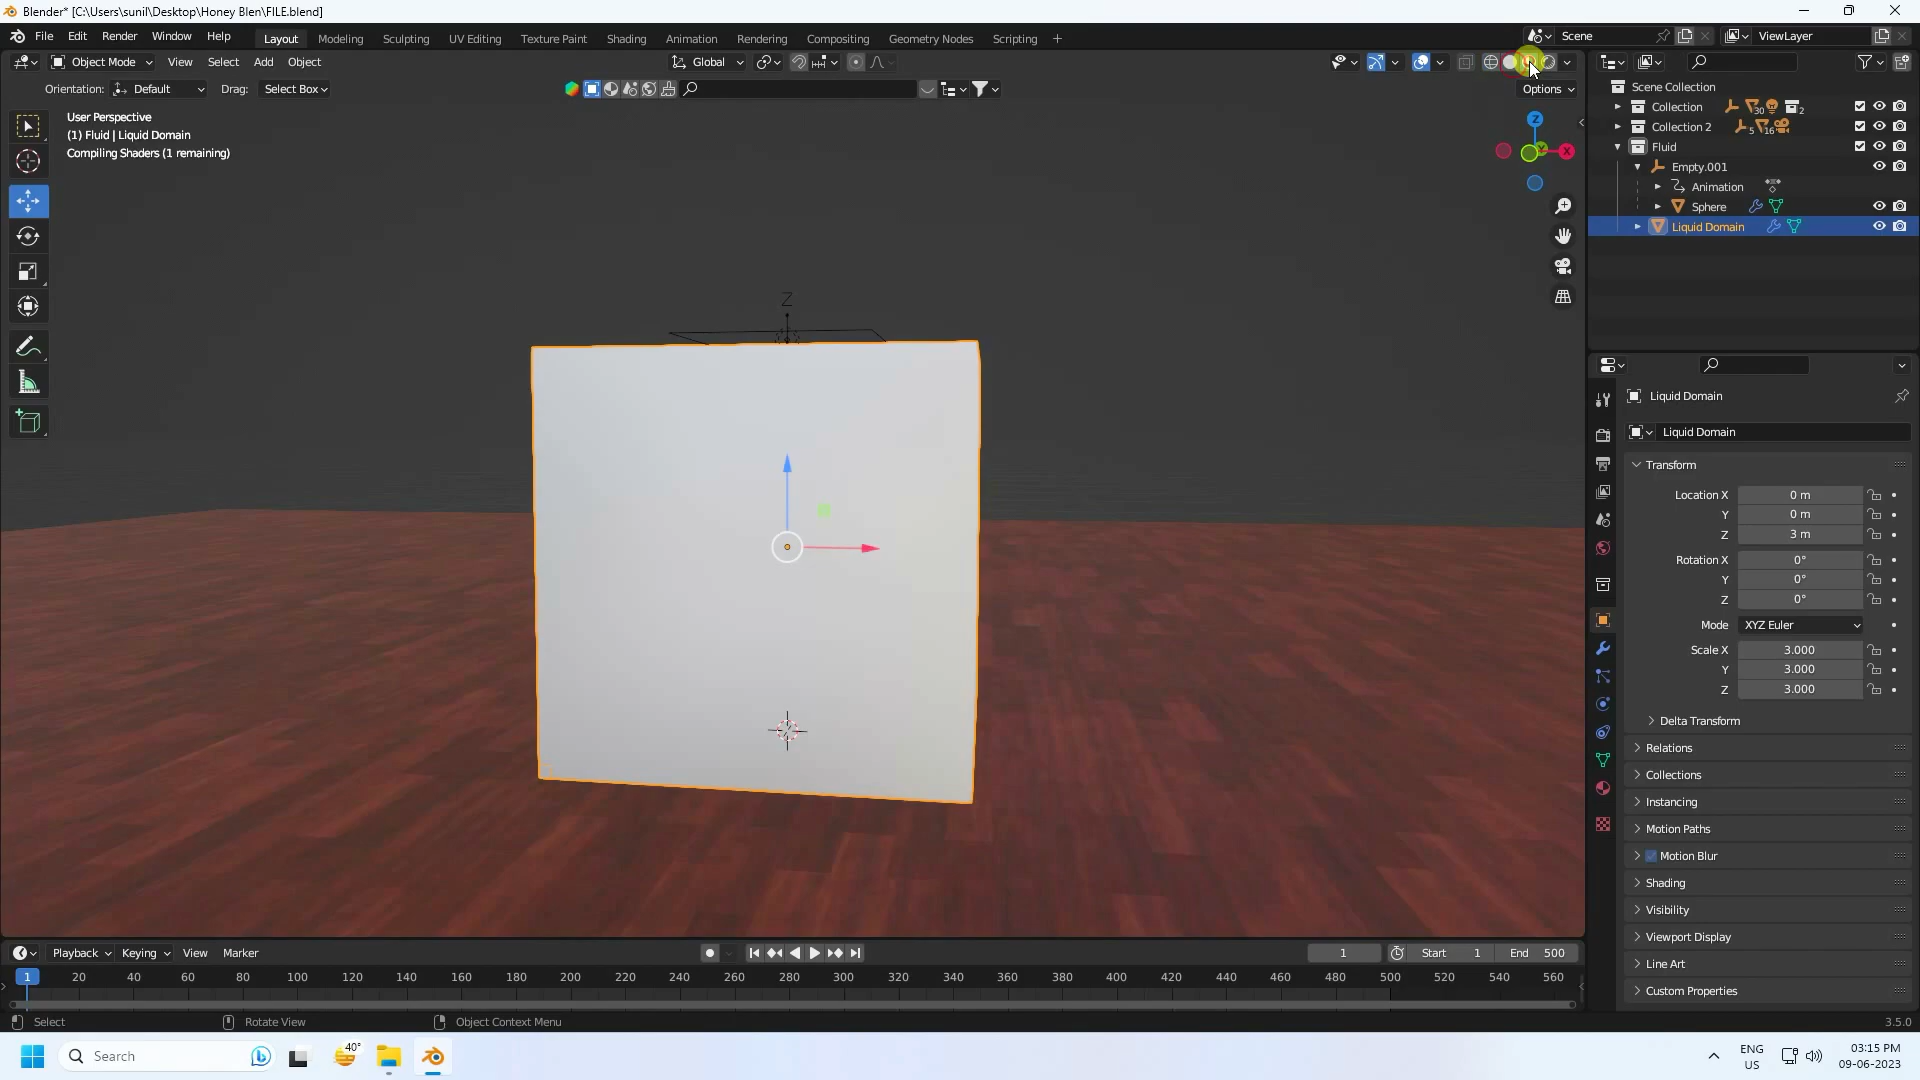 Blender* [C:\Users\sunil\Desktop\Honey Blen\FILE.blend]
File Edit Render Window Help Layout Modeling Sculpting UV Editing Texture Paint Shading Animation Rendering Compositing Geometry Nodes Scripting + Scene ViewLayer
Object Mode View Select Add Object Global
Orientation: Default Drag: Select Box Options
User Perspective
(1) Fluid | Liquid Domain
Compiling Shaders (1 remaining)
Z
X
Z
Scene Collection
Collection 30 2
Collection 2 5 16
Fluid
Empty.001
Animation
Sphere
Liquid Domain
Liquid Domain
Liquid Domain
Transform
Location X 0 m
Y 0 m
Z 3 m
Rotation X 0°
Y 0°
Z 0°
Mode XYZ Euler
Scale X 3.000
Y 3.000
Z 3.000
Delta Transform
Relations
Collections
Instancing
Motion Paths
Motion Blur
Shading
Visibility
Viewport Display
Line Art
Custom Properties
Playback Keying View Marker 1 Start 1 End 500
1 20 40 60 80 100 120 140 160 180 200 220 240 260 280 300 320 340 360 380 400 420 440 460 480 500 520 540 560
Select Rotate View Object Context Menu 3.5.0
Search 40° ENG US 03:15 PM 09-06-2023